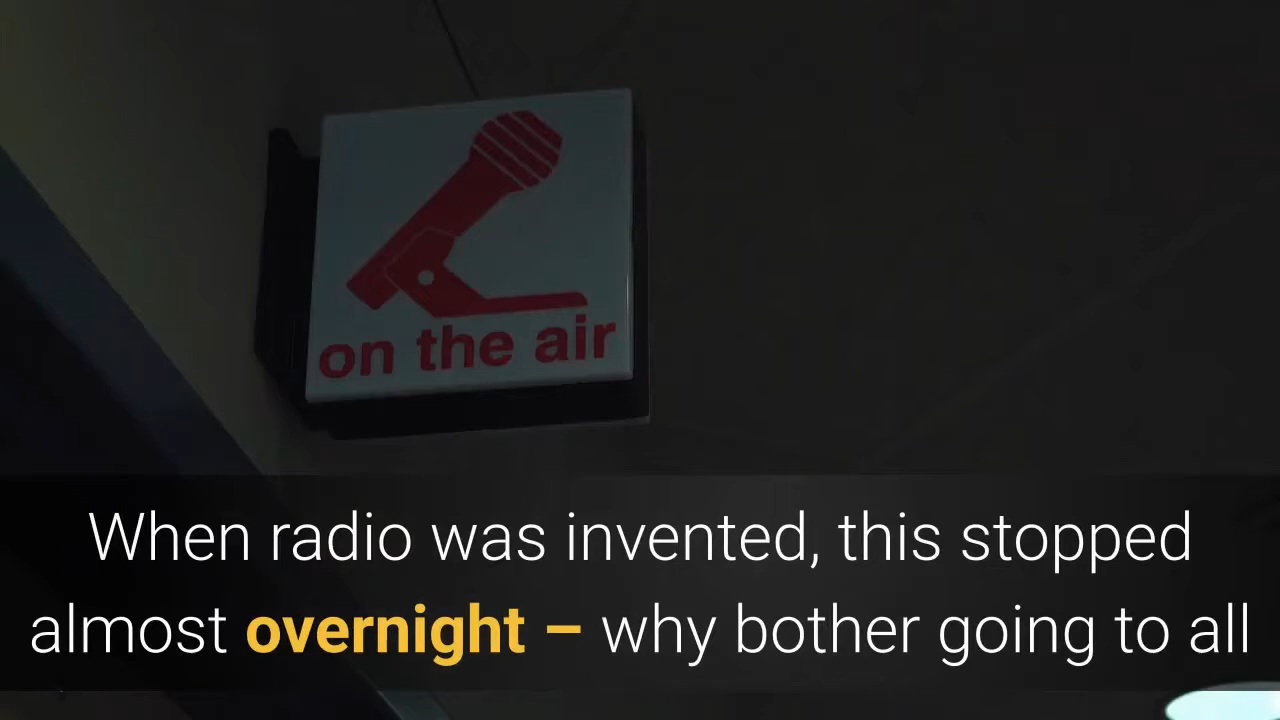 on the air
When radio was invented, this stopped
almost overnight – why bother going to all